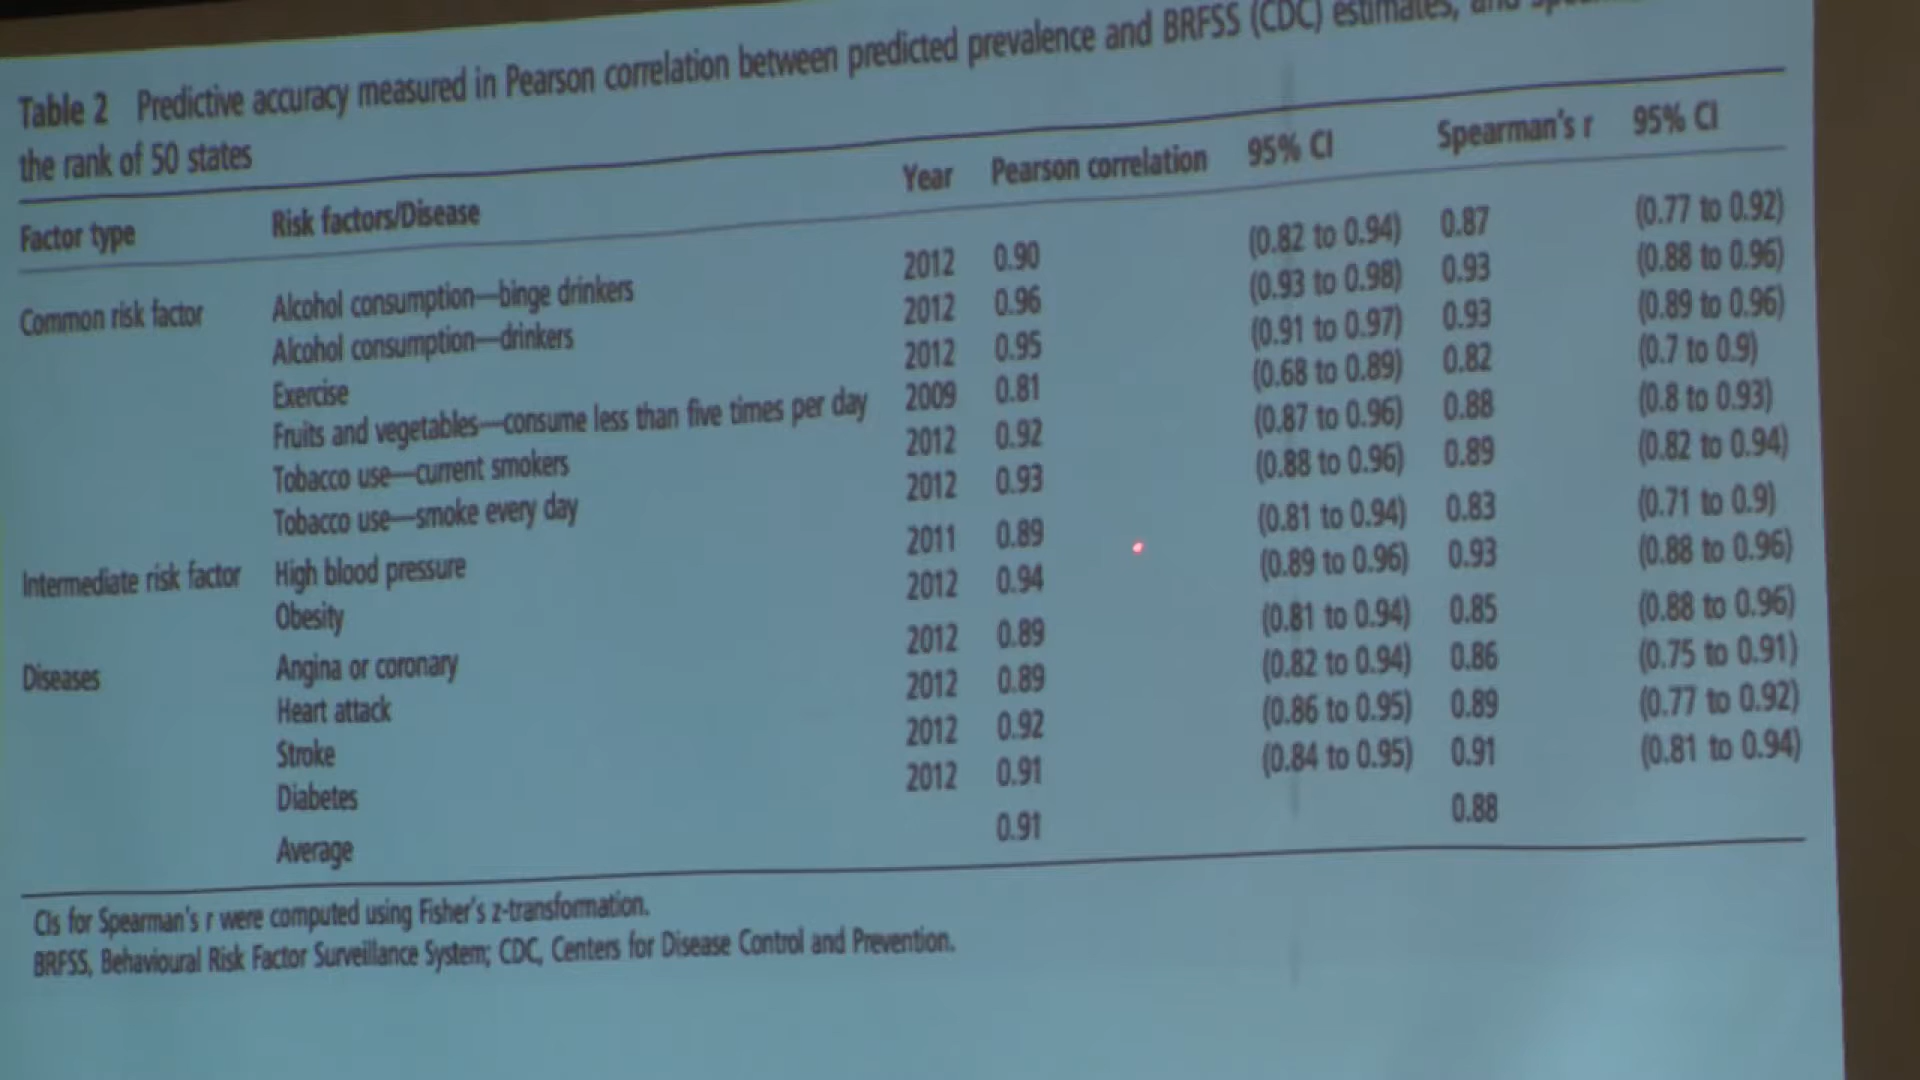 Table 2 Predictive accuracy measured in Pearson correlation between predicted prevalence and BRFSS (CDC) estimates, and
the rank of 50 states
Factor type Risk factors/Disease Year Pearson correlation 95% CI Spearman's r 95% CI
Common risk factor Alcohol consumption—binge drinkers 2012 0.90 (0.82 to 0.94) 0.87 (0.77 to 0.92)
Alcohol consumption—drinkers 2012 0.96 (0.93 to 0.98) 0.93 (0.88 to 0.96)
Exercise 2012 0.95 (0.91 to 0.97) 0.93 (0.89 to 0.96)
Fruits and vegetables—consume less than five times per day 2009 0.81 (0.68 to 0.89) 0.82 (0.7 to 0.9)
Tobacco use—current smokers 2012 0.92 (0.87 to 0.96) 0.88 (0.8 to 0.93)
Tobacco use—smoke every day 2012 0.93 (0.88 to 0.96) 0.89 (0.82 to 0.94)
Intermediate risk factor High blood pressure 2011 0.89 (0.81 to 0.94) 0.83 (0.71 to 0.9)
Obesity 2012 0.94 (0.89 to 0.96) 0.93 (0.88 to 0.96)
Diseases Angina or coronary 2012 0.89 (0.81 to 0.94) 0.85 (0.88 to 0.96)
Heart attack 2012 0.89 (0.82 to 0.94) 0.86 (0.75 to 0.91)
Stroke 2012 0.92 (0.86 to 0.95) 0.89 (0.77 to 0.92)
Diabetes 2012 0.91 (0.84 to 0.95) 0.91 (0.81 to 0.94)
Average 0.91 0.88
CIs for Spearman's r were computed using Fisher's z-transformation.
BRFSS, Behavioural Risk Factor Surveillance System; CDC, Centers for Disease Control and Prevention.